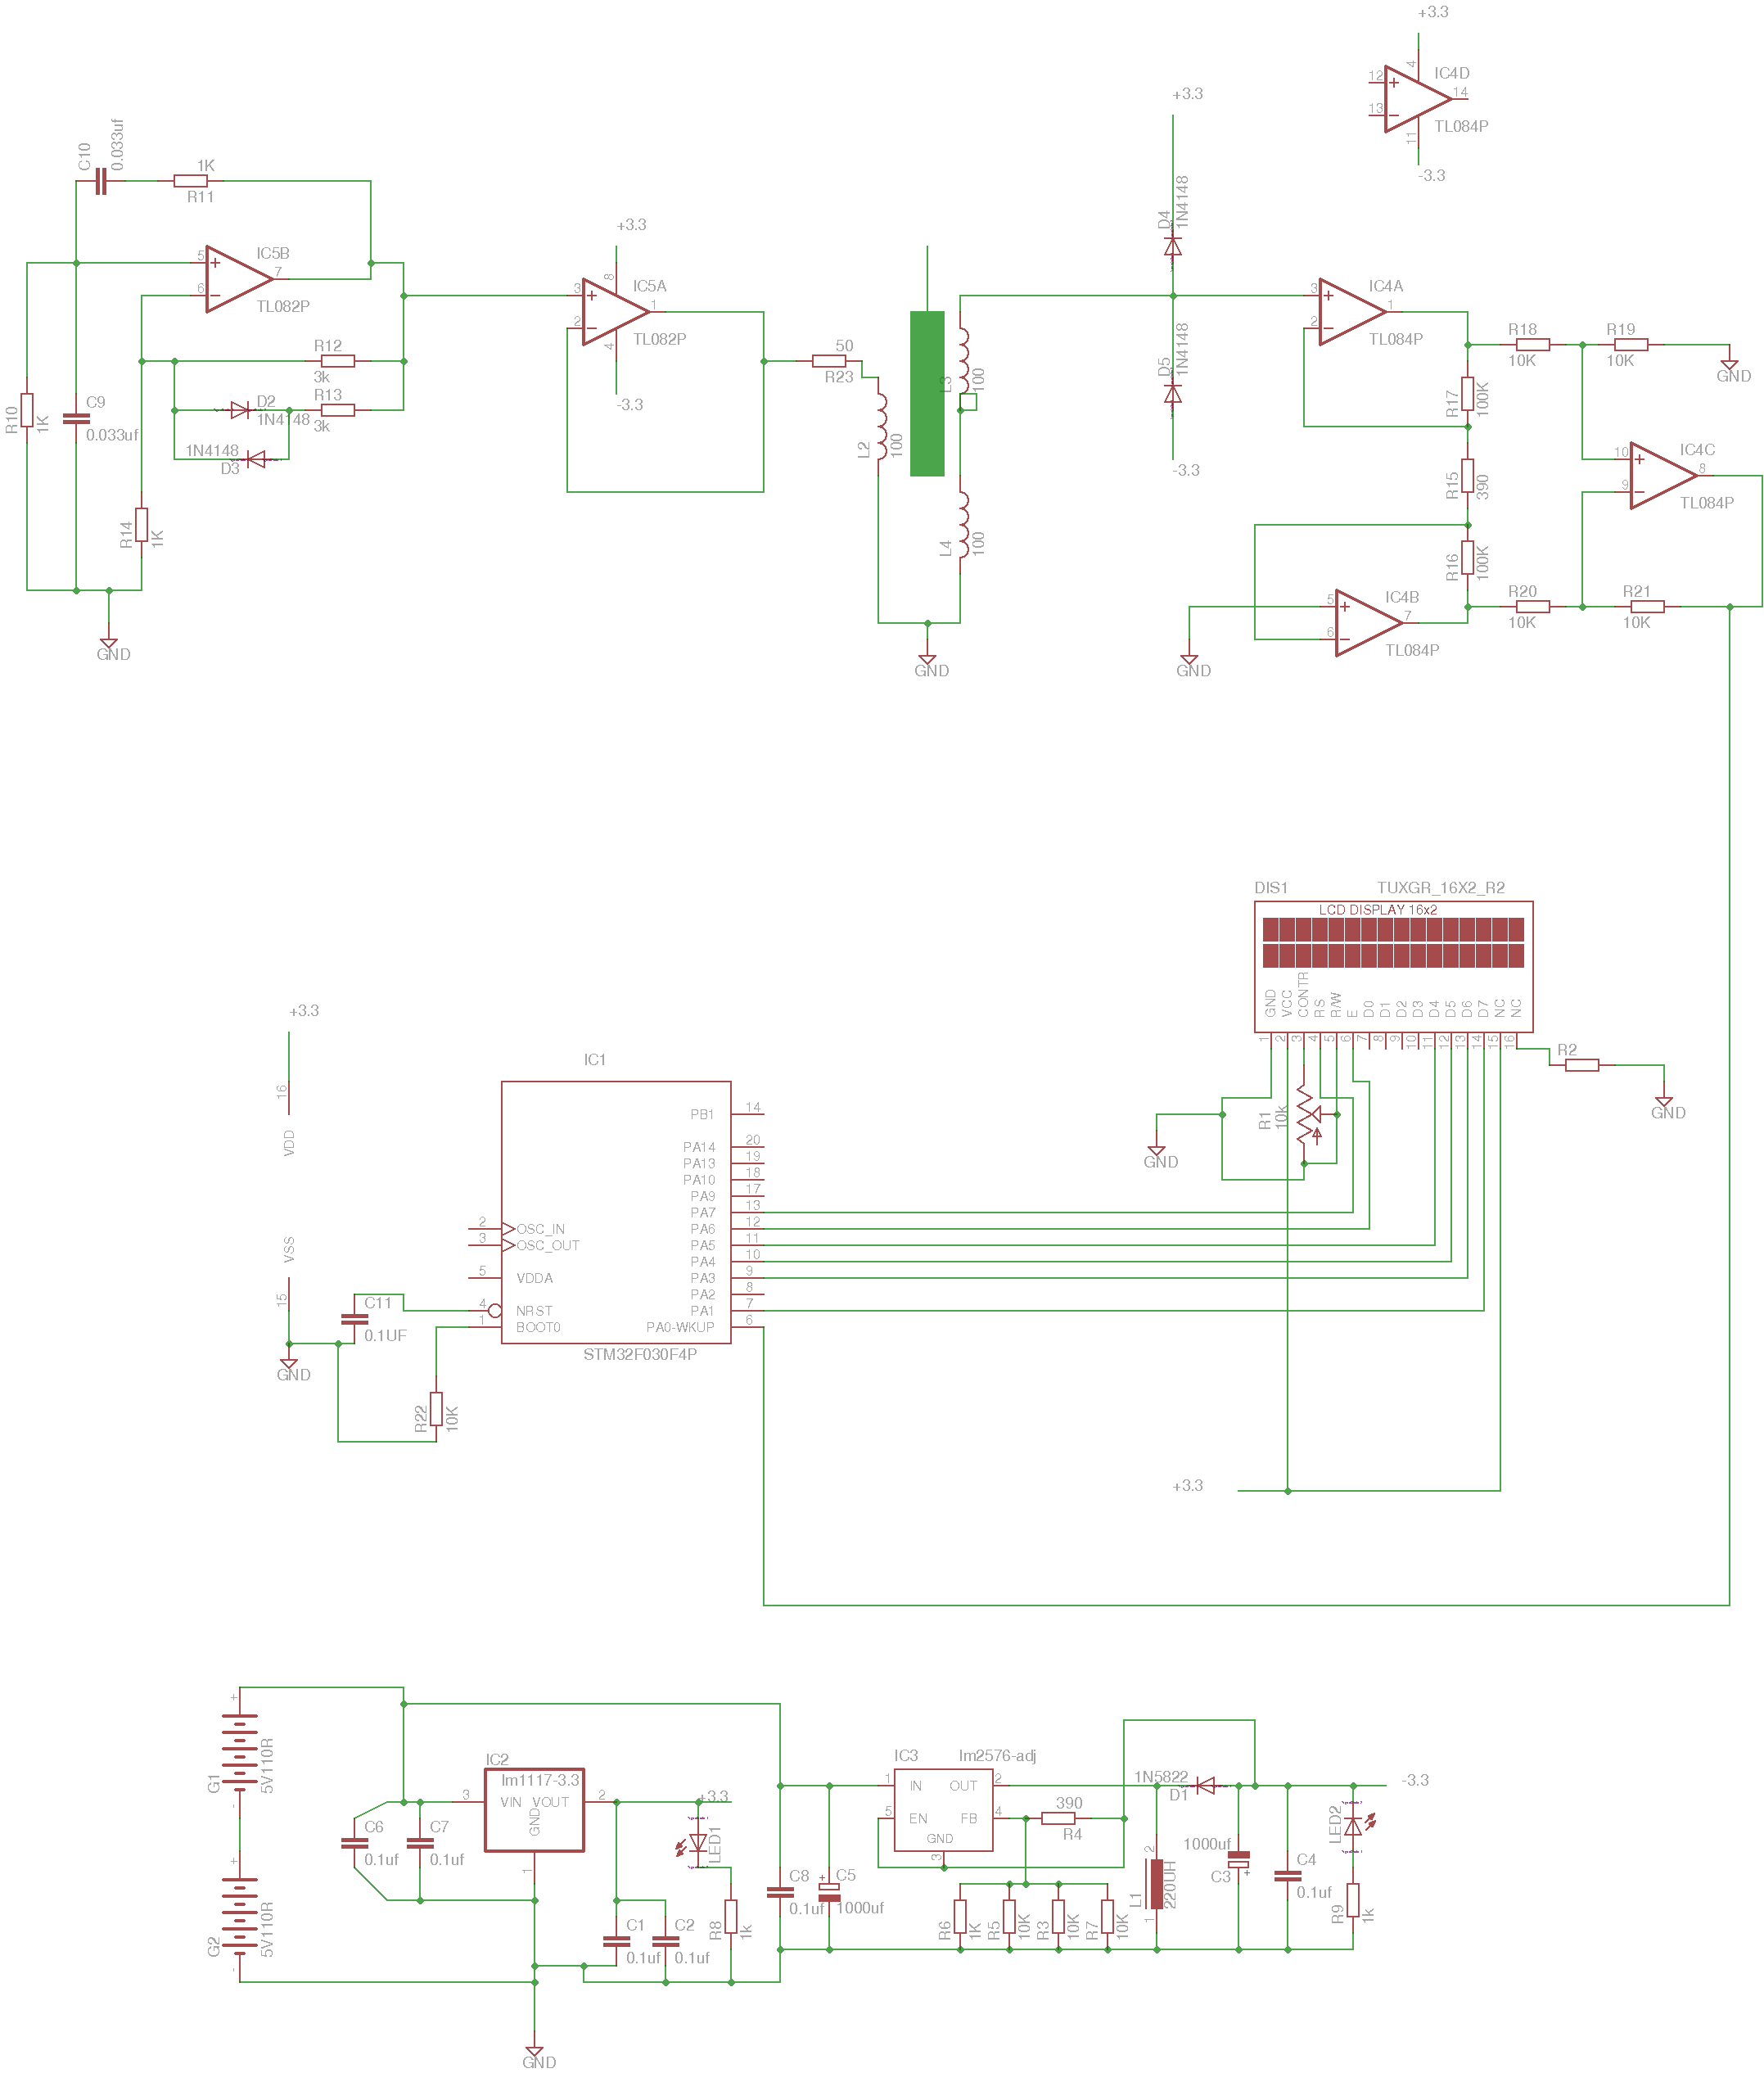 +3.3
12
4
IC4D
14
13
11
TL084P
-3.3
C10
0.033uf
1K
R11
5
IC5B
7
6
TL082P
R12
3k
D2
1N4148
R13
3k
1N4148
D3
R10
1K
C9
0.033uf
R14
1K
GND
+3.3
8
3
IC5A
1
2
4
TL082P
-3.3
50
R23
L2
100
L3
100
L4
100
GND
+3.3
D4
1N4148
D5
1N4148
-3.3
3
IC4A
1
2
TL084P
R18
10K
R19
10K
GND
R17
100K
R15
390
R16
100K
10
IC4C
8
9
TL084P
5
IC4B
7
6
TL084P
R20
10K
R21
10K
GND
DIS1
TUXGR_16X2_R2
LCD DISPLAY 16x2
GND
VCC
CONTR
RS
R/W
E
D0
D1
D2
D3
D4
D5
D6
D7
NC
NC
1
2
3
4
5
6
7
8
9
10
11
12
13
14
15
16
R2
GND
R1
10k
GND
+3.3
+3.3
16
VDD
VSS
15
GND
C11
0.1UF
R22
10K
IC1
PB1
14
PA14
20
PA13
19
PA10
18
PA9
17
PA7
13
2
OSC_IN
PA6
12
3
OSC_OUT
PA5
11
PA4
10
5
VDDA
PA3
9
PA2
8
4
NRST
PA1
7
1
BOOT0
PA0-WKUP
6
STM32F030F4P
+
G1
5V110R
-
+
G2
5V110R
-
C6
0.1uf
C7
0.1uf
IC2
lm1117-3.3
3
VIN
VOUT
2
GND
1
+3.3
LED1
C1
0.1uf
C2
0.1uf
R8
1k
GND
C8
0.1uf
+
C5
1000uf
IC3
lm2576-adj
1
IN
OUT
2
5
EN
FB
4
GND
3
390
R4
R6
1K
R5
10K
R3
10K
R7
10K
1N5822
D1
2
L1
220UH
1
1000uf
C3
+
C4
0.1uf
LED2
R9
1k
-3.3